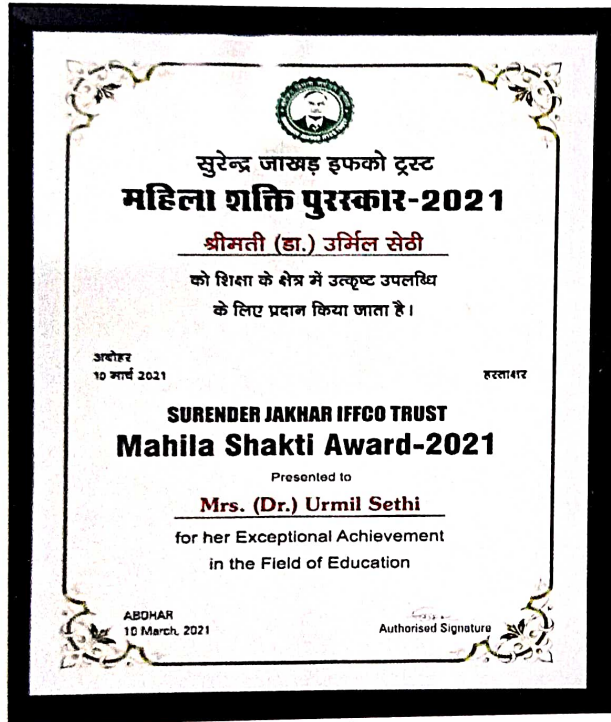 सुरेन्द्र जाखड़ इफको ट्रस्ट
महिला शक्ति पुरस्कार-2021
श्रीमती (डा.) उर्मिल सेठी
को शिक्षा के क्षेत्र में उत्कृष्ट उपलब्धि
के लिए प्रदान किया जाता है।
अबोहर
10 मार्च 2021
हस्ताक्षर
SURENDER JAKHAR IFFCO TRUST
Mahila Shakti Award-2021
Presented to
Mrs. (Dr.) Urmil Sethi
for her Exceptional Achievement
in the Field of Education
ABOHAR
10 March, 2021
Authorised Signature